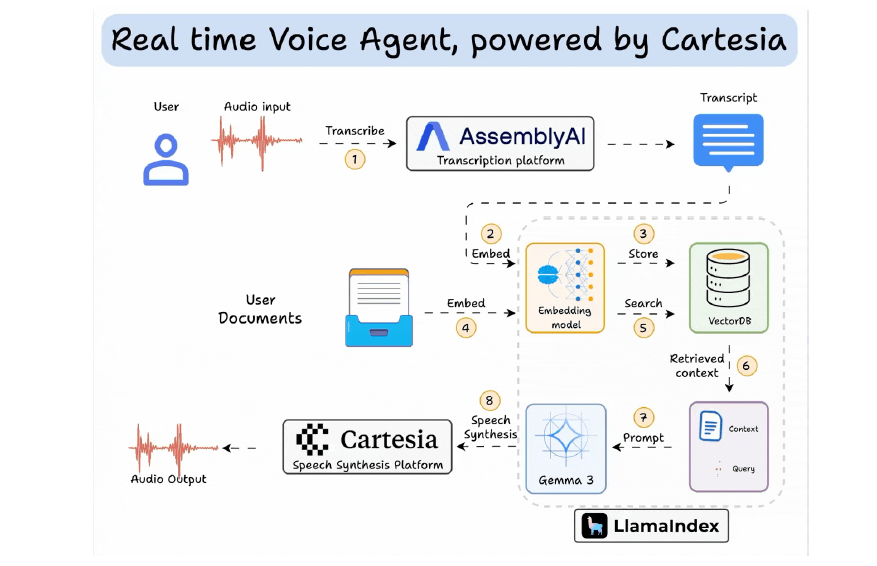 Real time Voice Agent, powered by Cartesia
User
Audio input
Transcribe
1
AssemblyAI
Transcription platform
Transcript
2
Embed
3
Store
Embedding
model
VectorDB
User
Documents
Embed
4
Search
5
Retrieved
context
6
8
Speech
Synthesis
7
Prompt
Context
Query
Gemma 3
Cartesia
Speech Synthesis Platform
Audio Output
LlamaIndex